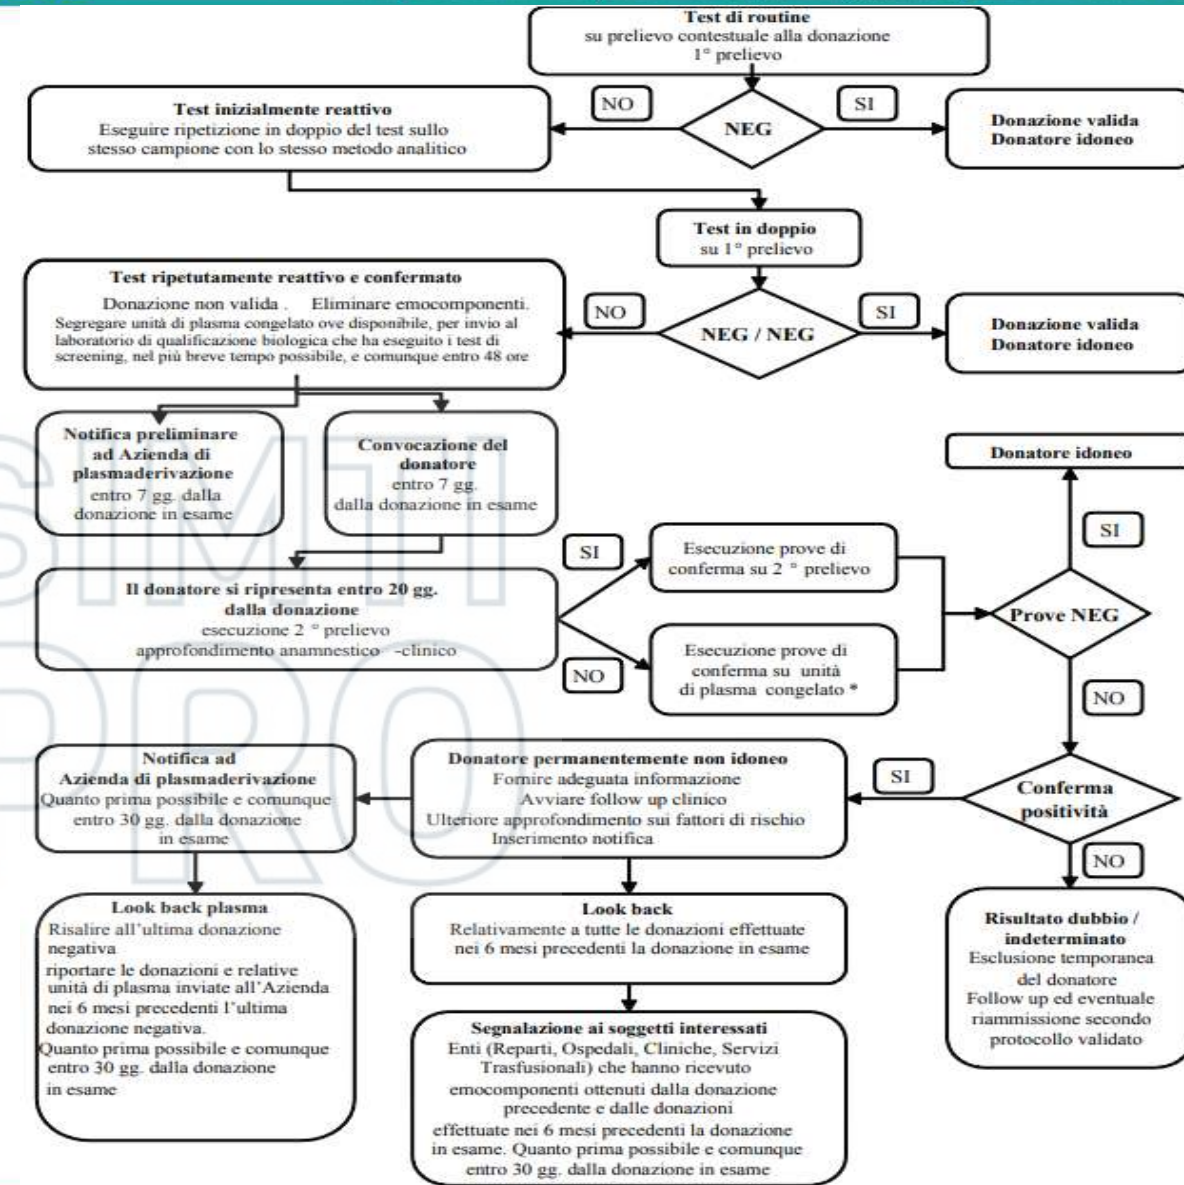 Test di routine
su prelievo contestuale alla donazione
1° prelievo
NO
SI
NEG
Test inizialmente reattivo
Eseguire ripetizione in doppio del test sullo
stesso campione con lo stesso metodo analitico
Donazione valida
Donatore idoneo
Test in doppio
su 1° prelievo
Test ripetutamente reattivo e confermato
Donazione non valida . Eliminare emocomponenti.
Segregare unità di plasma congelato ove disponibile, per invio al
laboratorio di qualificazione biologica che ha eseguito i test di
screening, nel più breve tempo possibile, e comunque entro 48 ore
NO
SI
NEG / NEG
Donazione valida
Donatore idoneo
Notifica preliminare
ad Azienda di
plasmaderivazione
entro 7 gg. dalla
donazione in esame
Convocazione del
donatore
entro 7 gg.
dalla donazione in esame
Donatore idoneo
SI
Il donatore si ripresenta entro 20 gg.
dalla donazione
esecuzione 2 ° prelievo
approfondimento anamnestico -clinico
SI
Esecuzione prove di
conferma su 2 ° prelievo
NO
Esecuzione prove di
conferma su unità
di plasma congelato *
Prove NEG
NO
Notifica ad
Azienda di plasmaderivazione
Quanto prima possibile e comunque
entro 30 gg. dalla donazione
in esame
Donatore permanentemente non idoneo
Fornire adeguata informazione
Avviare follow up clinico
Ulteriore approfondimento sui fattori di rischio
Inserimento notifica
SI
Conferma
positività
NO
Look back plasma
Risalire all’ultima donazione
negativa
riportare le donazioni e relative
unità di plasma inviate all’Azienda
nei 6 mesi precedenti l’ultima
donazione negativa.
Quanto prima possibile e comunque
entro 30 gg. dalla donazione
in esame
Look back
Relativamente a tutte le donazioni effettuate
nei 6 mesi precedenti la donazione in esame
Segnalazione ai soggetti interessati
Enti (Reparti, Ospedali, Cliniche, Servizi
Trasfusionali) che hanno ricevuto
emocomponenti ottenuti dalla donazione
precedente e dalle donazioni
effettuate nei 6 mesi precedenti la donazione
in esame. Quanto prima possibile e comunque
entro 30 gg. dalla donazione in esame
Risultato dubbio /
indeterminato
Esclusione temporanea
del donatore
Follow up ed eventuale
riammissione secondo
protocollo validato
SIMTI
PRO